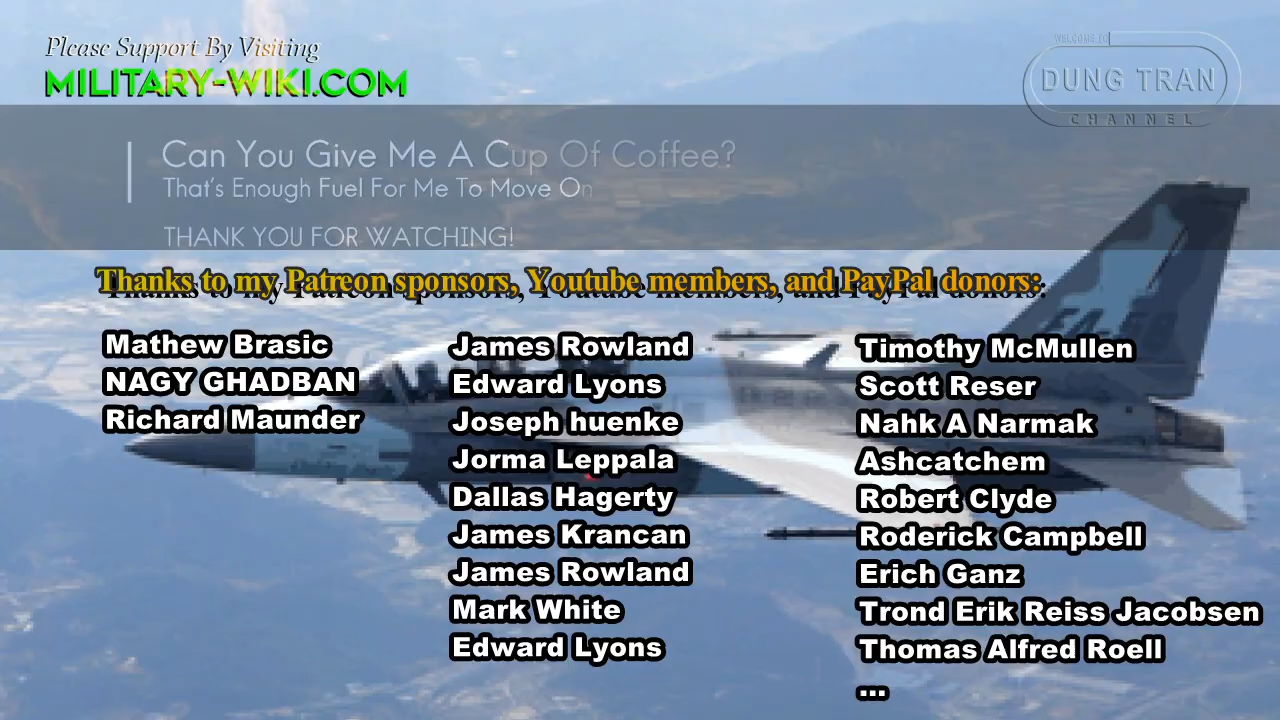 Please Support By Visiting
MILITARY-WIKI.COM
WELCOME TO
DUNG TRAN
CHANNEL
Can You Give Me A Cup Of Coffee?
That's Enough Fuel For Me To Move On
THANK YOU FOR WATCHING!
Thanks to my Patreon sponsors, Youtube members, and PayPal donors:
Mathew Brasic
NAGY GHADBAN
Richard Maunder
James Rowland
Edward Lyons
Joseph huenke
Jorma Leppala
Dallas Hagerty
James Krancan
James Rowland
Mark White
Edward Lyons
Timothy McMullen
Scott Reser
Nahk A Narmak
Ashcatchem
Robert Clyde
Roderick Campbell
Erich Ganz
Trond Erik Reiss Jacobsen
Thomas Alfred Roell
...
FA-50